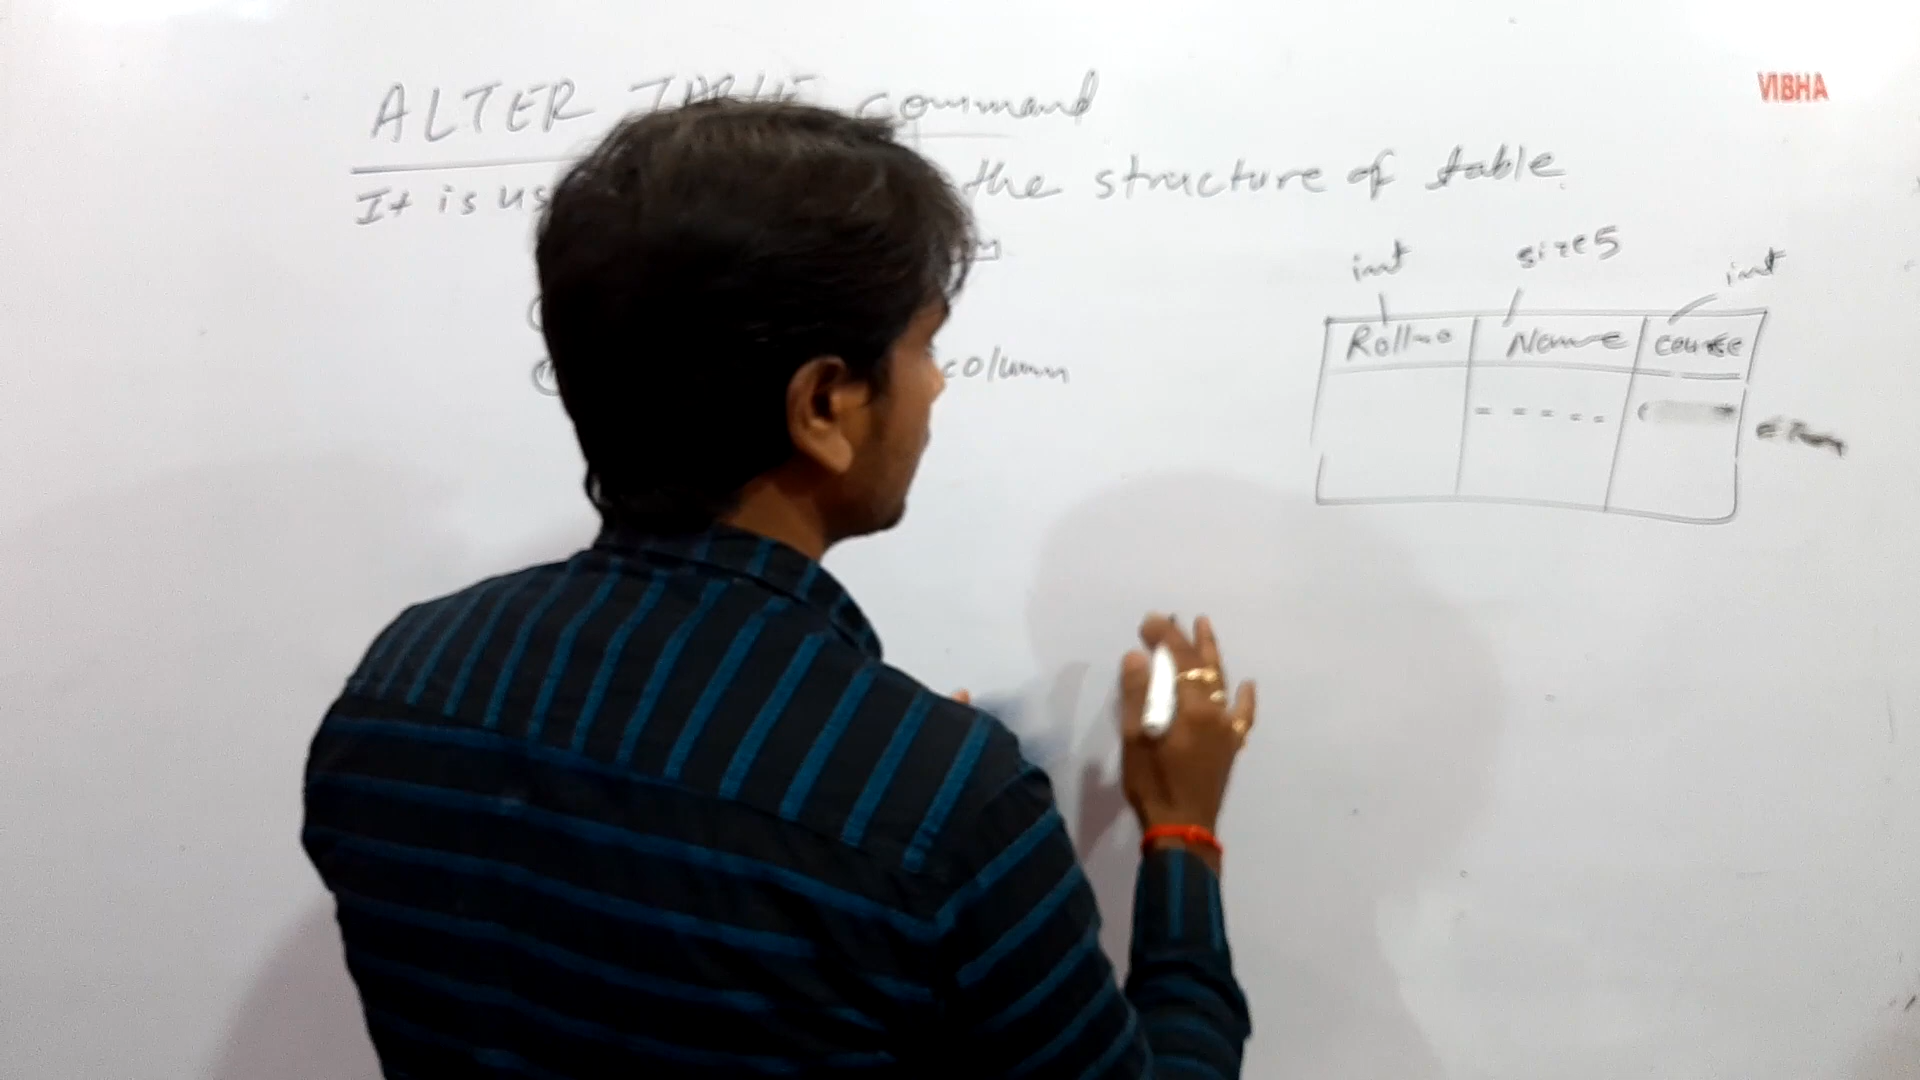 ALTER TABLE command
VIBHA
It is us the structure of table.
int size5 int
Rollno Name course
column